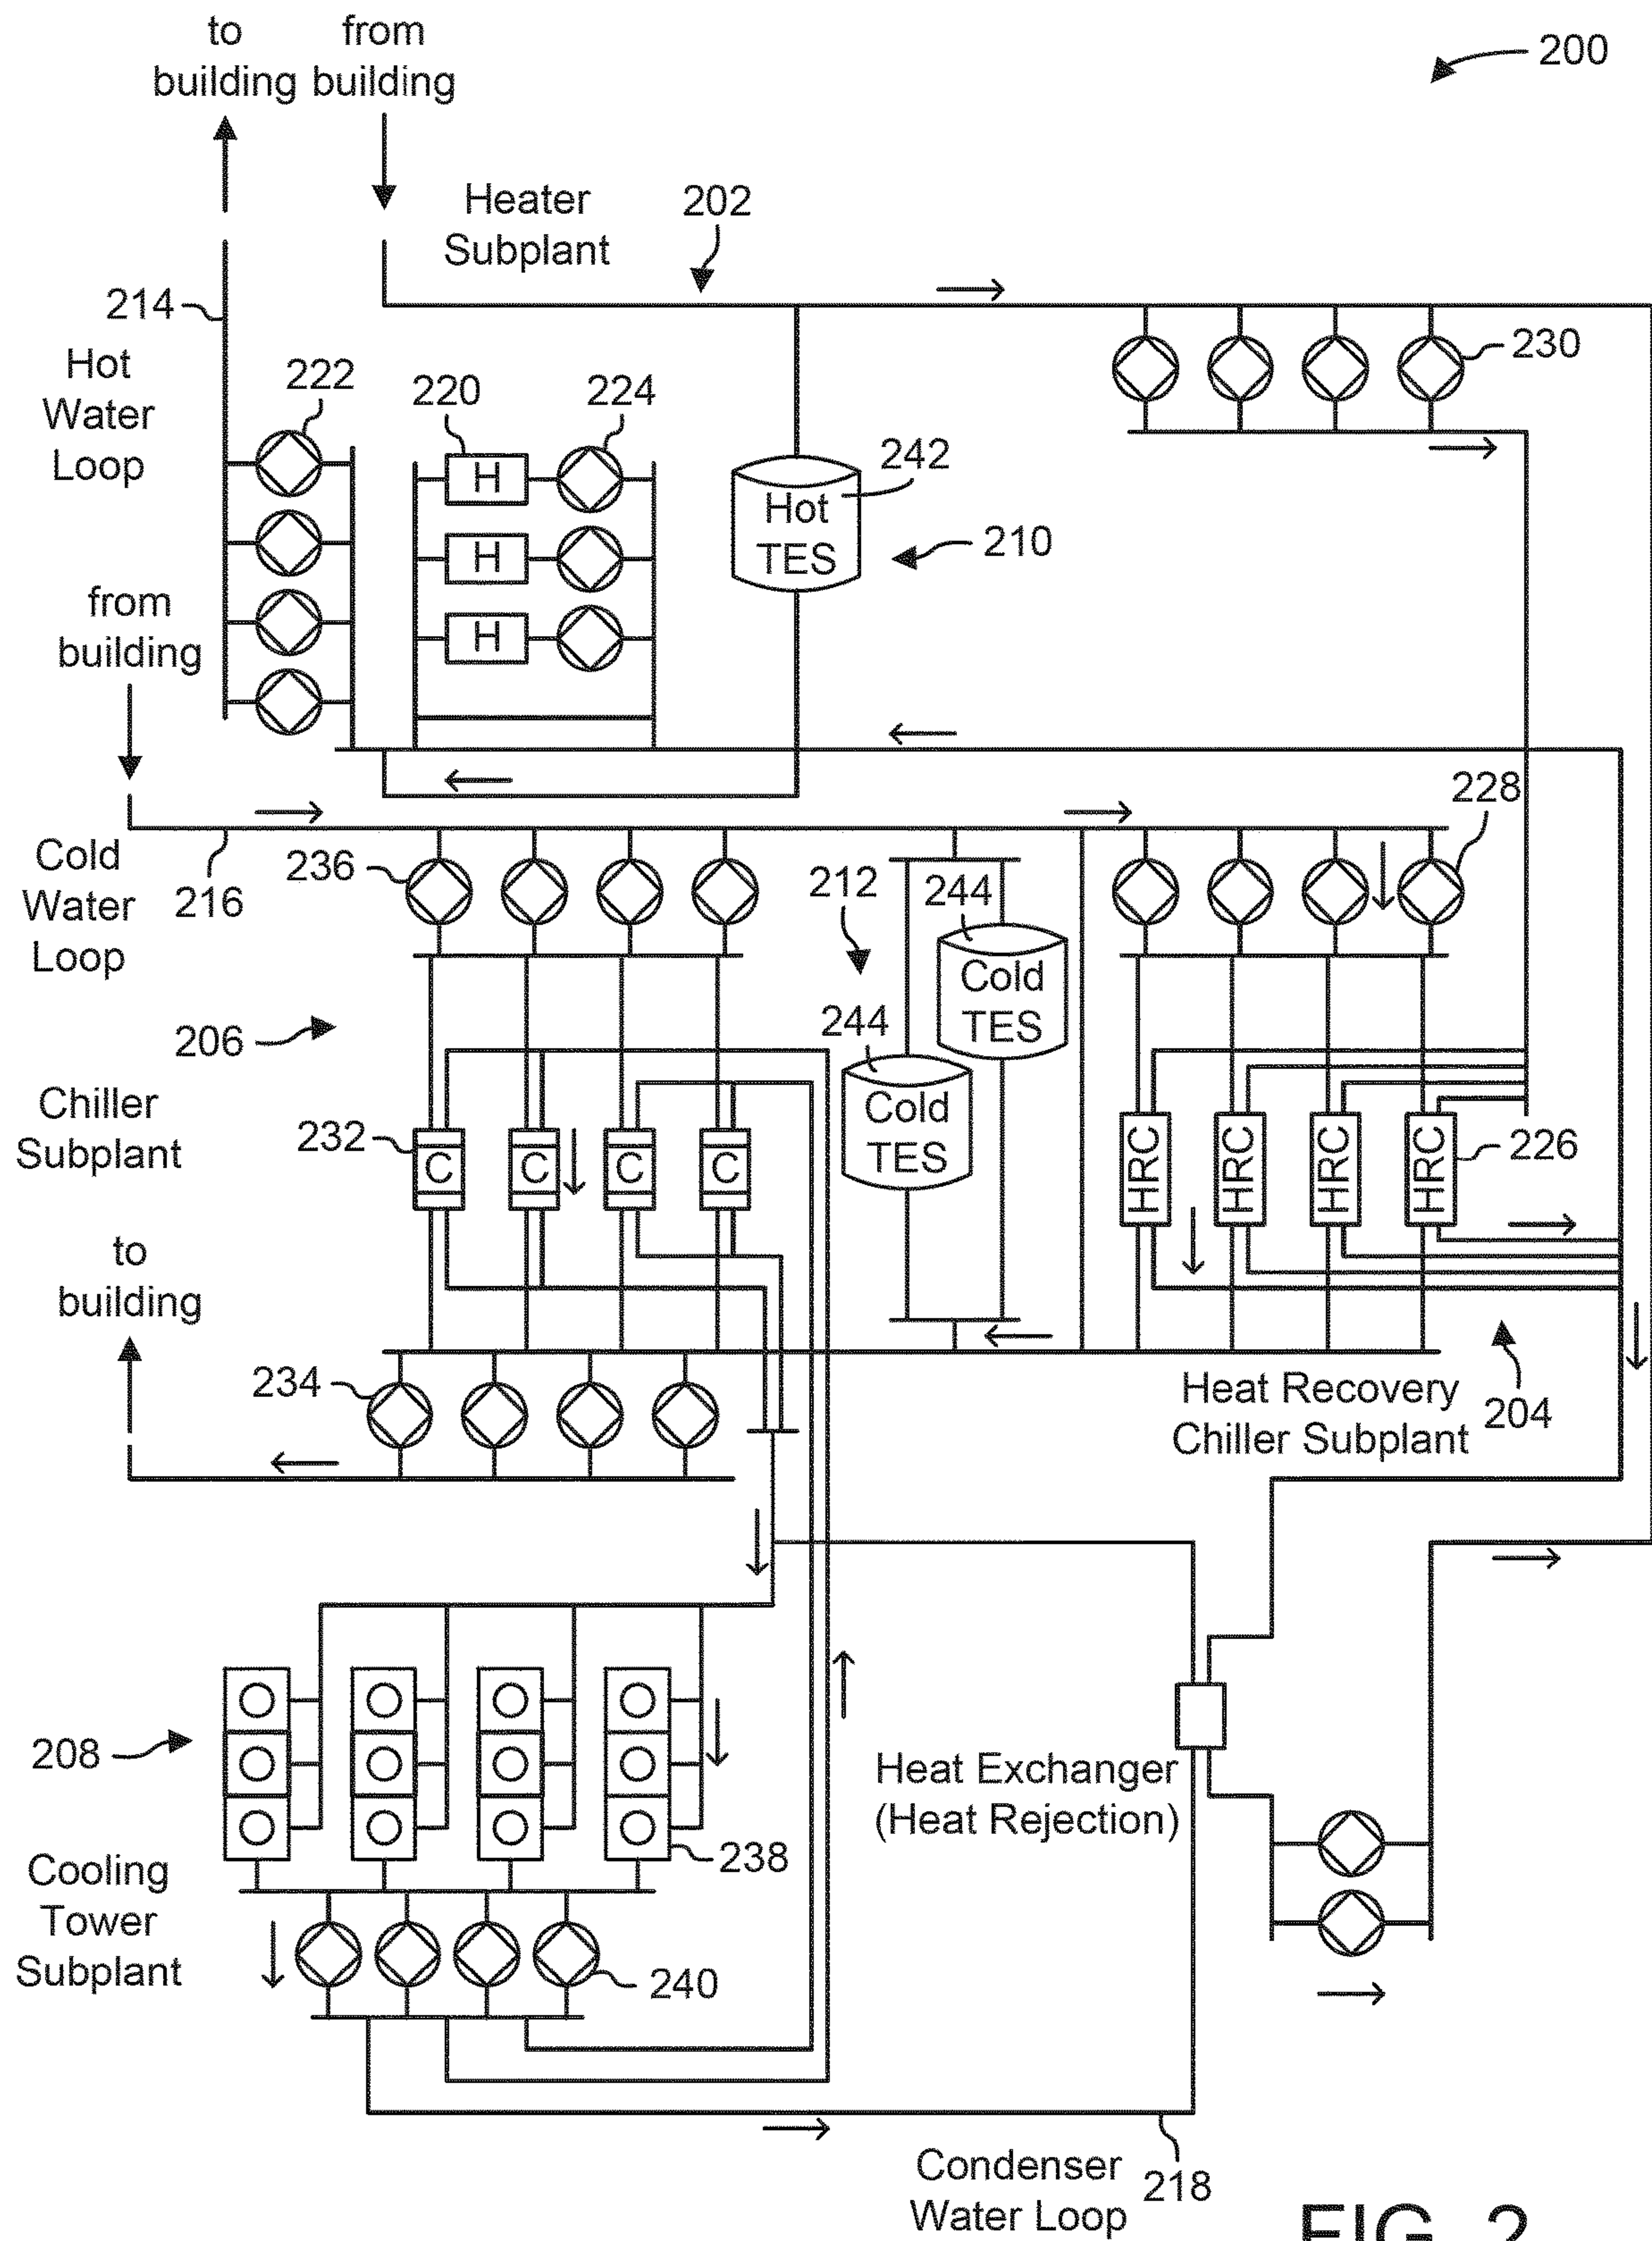 to
building
from
building
200
Heater
Subplant
202
214
Hot
Water
Loop
222
220
224
230
H
H
H
Hot
TES
242
210
from
building
228
Cold
Water
Loop
216
236
212
244
Cold
TES
244
Cold
TES
206
Chiller
Subplant
232
C
C
C
C
HRC
HRC
HRC
HRC
226
to
building
234
Heat Recovery
Chiller Subplant
204
208
Heat Exchanger
(Heat Rejection)
238
Cooling
Tower
Subplant
240
Condenser
Water Loop
218
FIG. 2